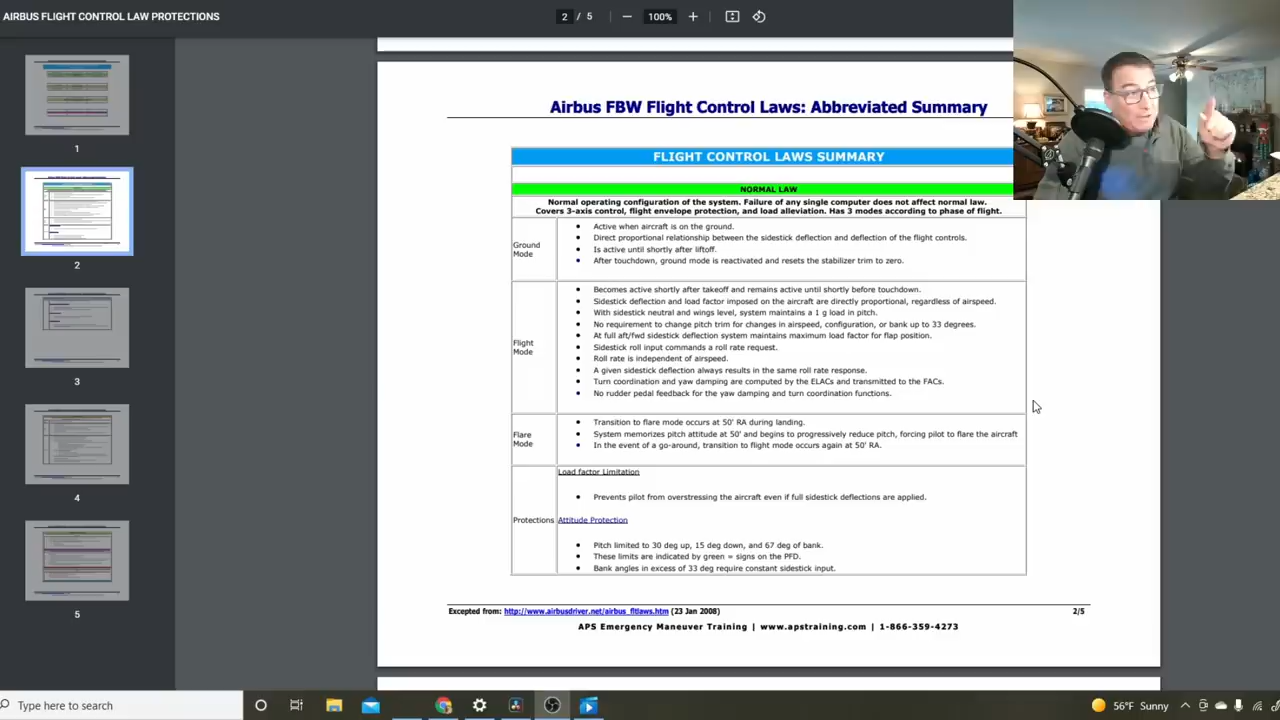 AIRBUS FLIGHT CONTROL LAW PROTECTIONS
2 / 5
100%
1
2
3
4
5
Airbus FBW Flight Control Laws: Abbreviated Summary
FLIGHT CONTROL LAWS SUMMARY
NORMAL LAW
Normal operating configuration of the system. Failure of any single computer does not affect normal law.
Covers 3-axis control, flight envelope protection, and load alleviation. Has 3 modes according to phase of flight.
Ground
Mode
Active when aircraft is on the ground.
Direct proportional relationship between the sidestick deflection and deflection of the flight controls.
Is active until shortly after liftoff.
After touchdown, ground mode is reactivated and resets the stabilizer trim to zero.
Flight
Mode
Becomes active shortly after takeoff and remains active until shortly before touchdown.
Sidestick deflection and load factor imposed on the aircraft are directly proportional, regardless of airspeed.
With sidestick neutral and wings level, system maintains a 1 g load in pitch.
No requirement to change pitch trim for changes in airspeed, configuration, or bank up to 33 degrees.
At full aft/fwd sidestick deflection system maintains maximum load factor for flap position.
Sidestick roll input commands a roll rate request.
Roll rate is independent of airspeed.
A given sidestick deflection always results in the same roll rate response.
Turn coordination and yaw damping are computed by the ELACs and transmitted to the FACs.
No rudder pedal feedback for the yaw damping and turn coordination functions.
Flare
Mode
Transition to flare mode occurs at 50' RA during landing.
System memorizes pitch attitude at 50' and begins to progressively reduce pitch, forcing pilot to flare the aircraft
In the event of a go-around, transition to flight mode occurs again at 50' RA.
Protections
Load factor Limitation
Prevents pilot from overstressing the aircraft even if full sidestick deflections are applied.
Attitude Protection
Pitch limited to 30 deg up, 15 deg down, and 67 deg of bank.
These limits are indicated by green = signs on the PFD.
Bank angles in excess of 33 deg require constant sidestick input.
Excepted from: http://www.airbusdriver.net/airbus_fltlaws.htm (23 Jan 2008)
2/5
APS Emergency Maneuver Training | www.apstraining.com | 1-866-359-4273
Type here to search
56°F Sunny